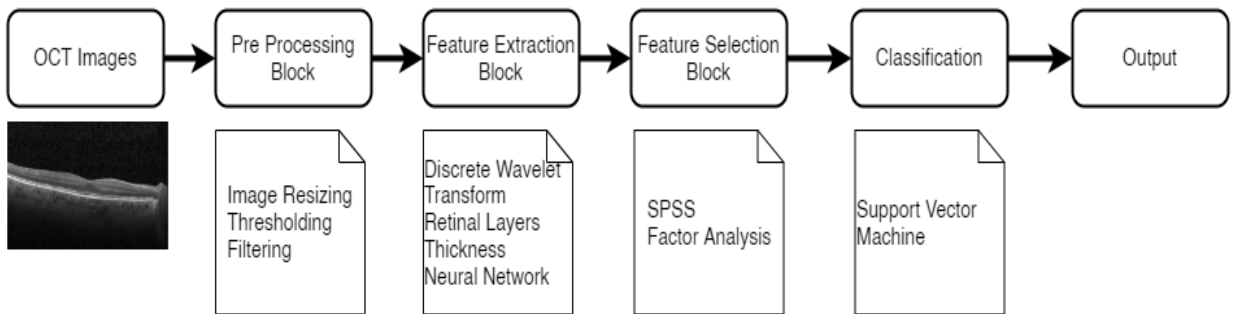 OCT Images
Pre Processing
Block
Feature Extraction
Block
Feature Selection
Block
Classification
Output
Image Resizing
Thresholding
Filtering
Discrete Wavelet
Transform
Retinal Layers
Thickness
Neural Network
SPSS
Factor Analysis
Support Vector
Machine